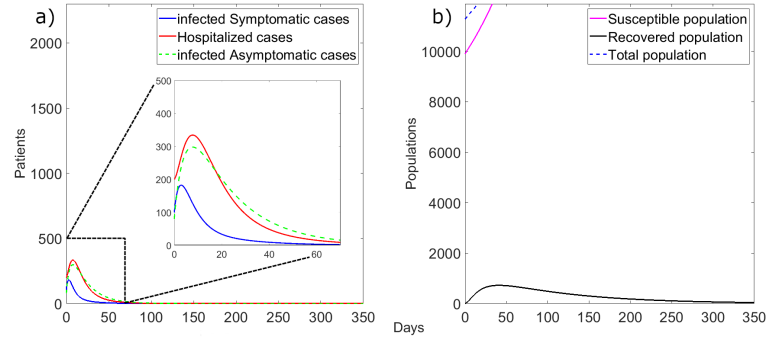 a)
infected Symptomatic cases
Hospitalized cases
infected Asymptomatic cases
Patients
2000
1500
1000
500
0
0 50 100 150 200 250 300 350
500
400
300
200
100
0
0 20 40 60
Days
b)
Susceptible population
Recovered population
Total population
Populations
10000
8000
6000
4000
2000
0
0 50 100 150 200 250 300 350